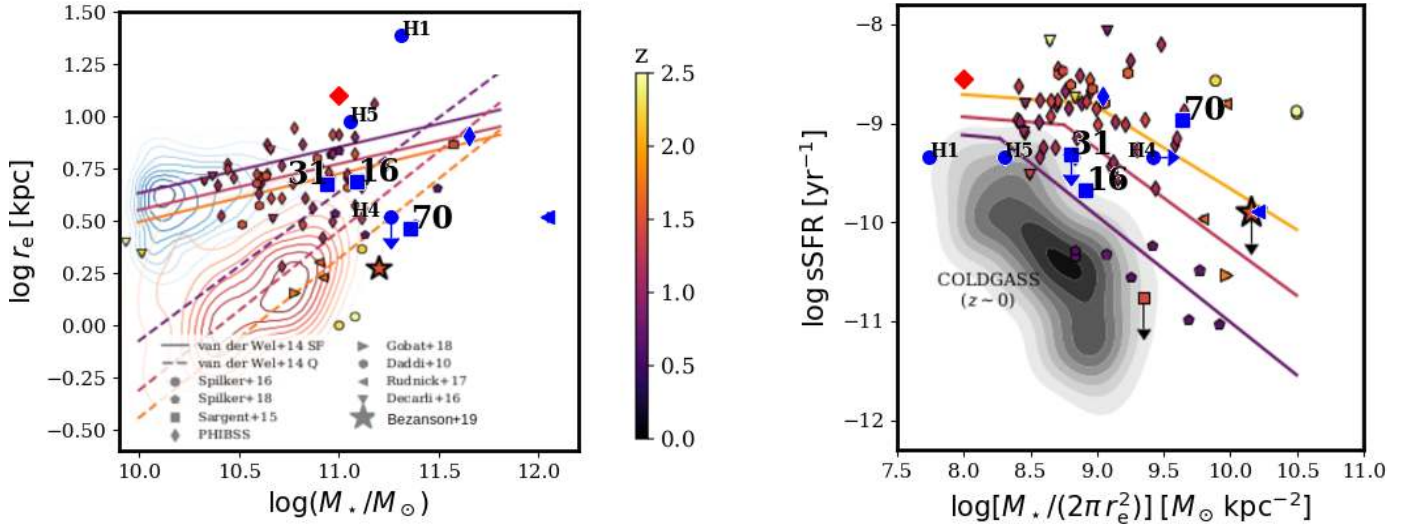 1.50
1.25
1.00
0.75
0.50
0.25
0.00
−0.25
−0.50
log r_e [kpc]
H1
H5
31
16
H4
70
van der Wel+14 SF
van der Wel+14 Q
Spilker+16
Spilker+18
Sargent+15
PHIBSS
Gobat+18
Daddi+10
Rudnick+17
Decarli+16
Bezanson+19
10.0 10.5 11.0 11.5 12.0
log(M⋆/M⊙)
z
2.5
2.0
1.5
1.0
0.5
0.0
−8
−9
−10
−11
−12
log sSFR [yr⁻¹]
70
H1
H5
31
H4
16
COLDGASS
(z ~ 0)
7.5 8.0 8.5 9.0 9.5 10.0 10.5 11.0
log[M⋆/(2π r_e²)] [M⊙ kpc⁻²]